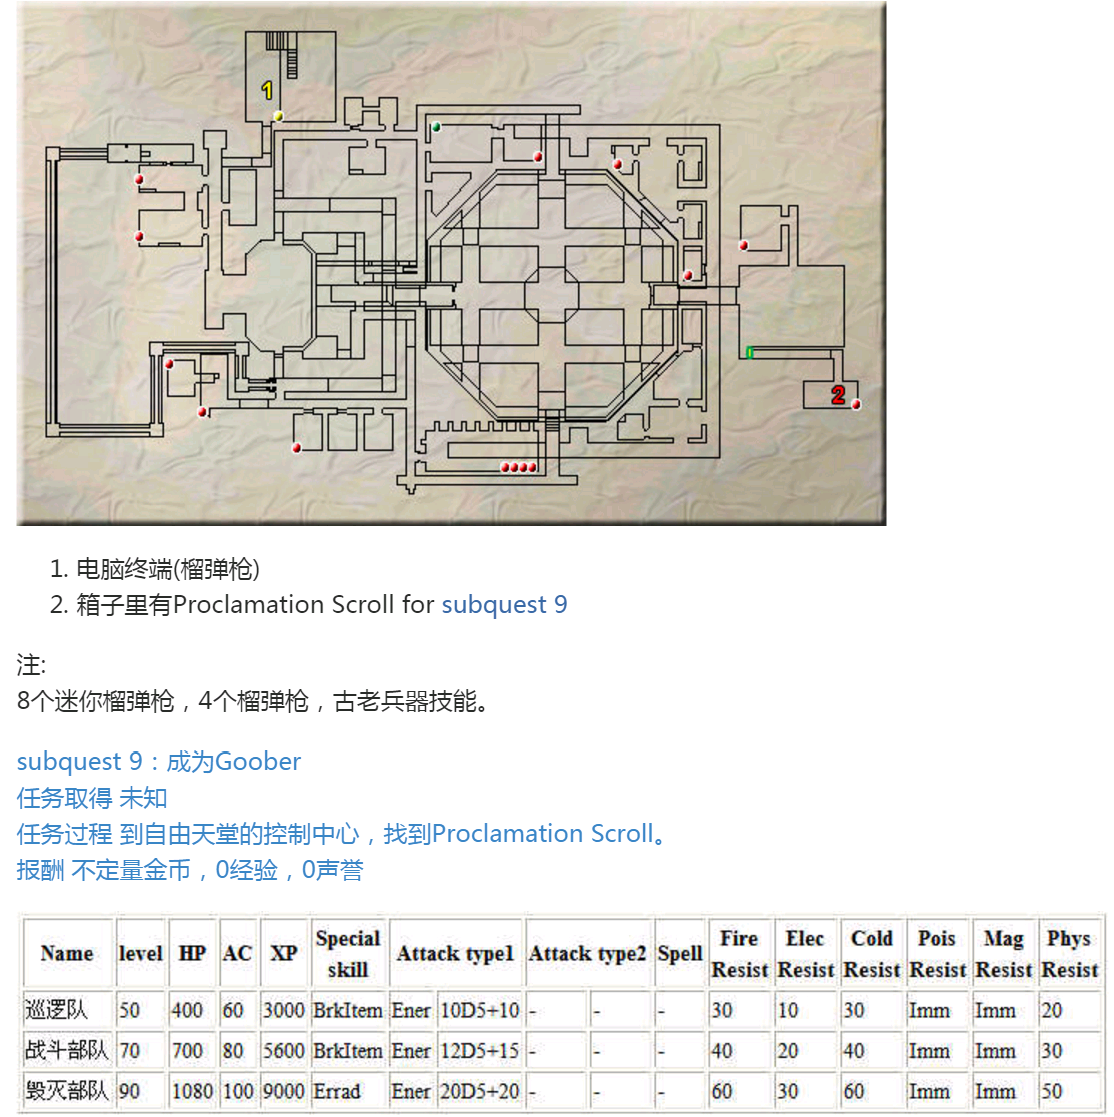 1
2
1. 电脑终端(榴弹枪)
2. 箱子里有Proclamation Scroll for subquest 9
注:
8个迷你榴弹枪，4个榴弹枪，古老兵器技能。
subquest 9：成为Goober
任务取得 未知
任务过程 到自由天堂的控制中心，找到Proclamation Scroll。
报酬 不定量金币，0经验，0声誉
Name level HP AC XP Special skill Attack type1 Attack type2 Spell Fire Resist Elec Resist Cold Resist Pois Resist Mag Resist Phys Resist
巡逻队 50 400 60 3000 BrkItem Ener 10D5+10 - - - 30 10 30 Imm Imm 20
战斗部队 70 700 80 5600 BrkItem Ener 12D5+15 - - - 40 20 40 Imm Imm 30
毁灭部队 90 1080 100 9000 Errad Ener 20D5+20 - - - 60 30 60 Imm Imm 50